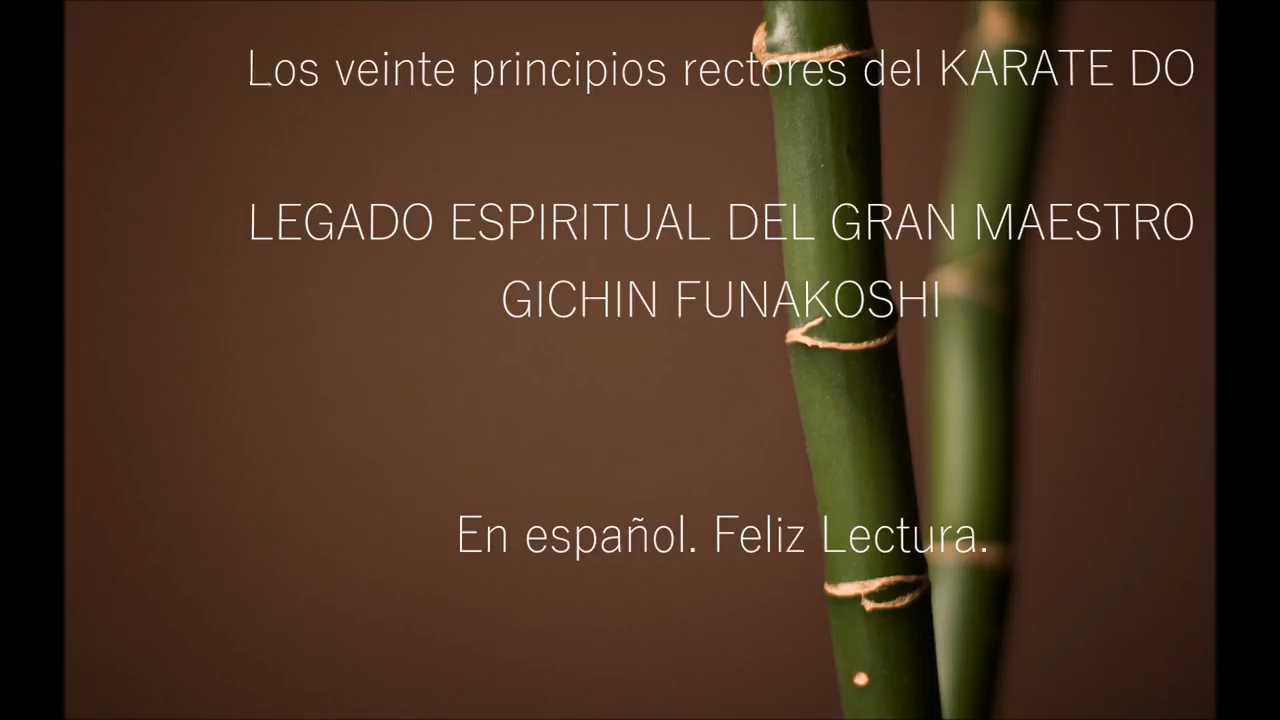 Los veinte principios rectores del KARATE DO
LEGADO ESPIRITUAL DEL GRAN MAESTRO
GICHIN FUNAKOSHI
En español. Feliz Lectura.